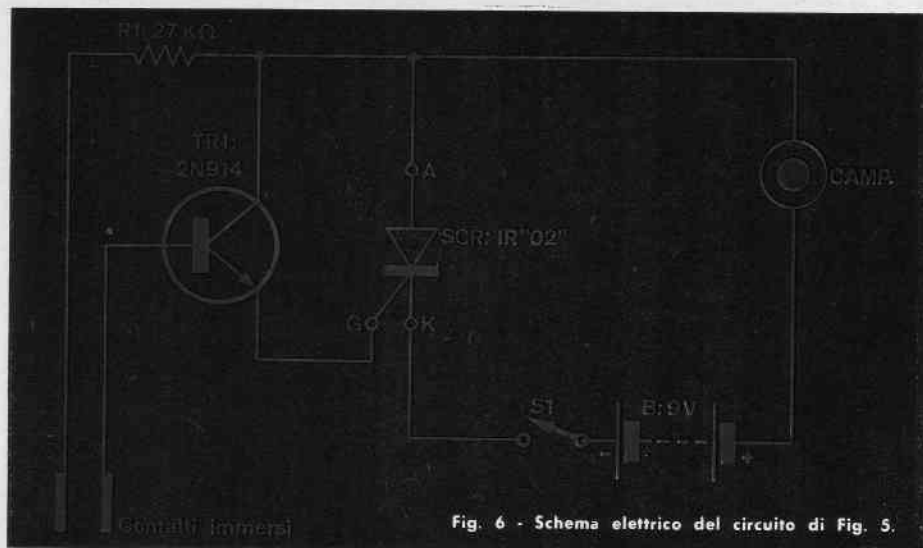 R1: 27 KΩ
TR1:
2N914
A
CAMP.
SCR: IR"02"
G
K
S1
B: 9V
-
+
Contatti immersi
Fig. 6 - Schema elettrico del circuito di Fig. 5.